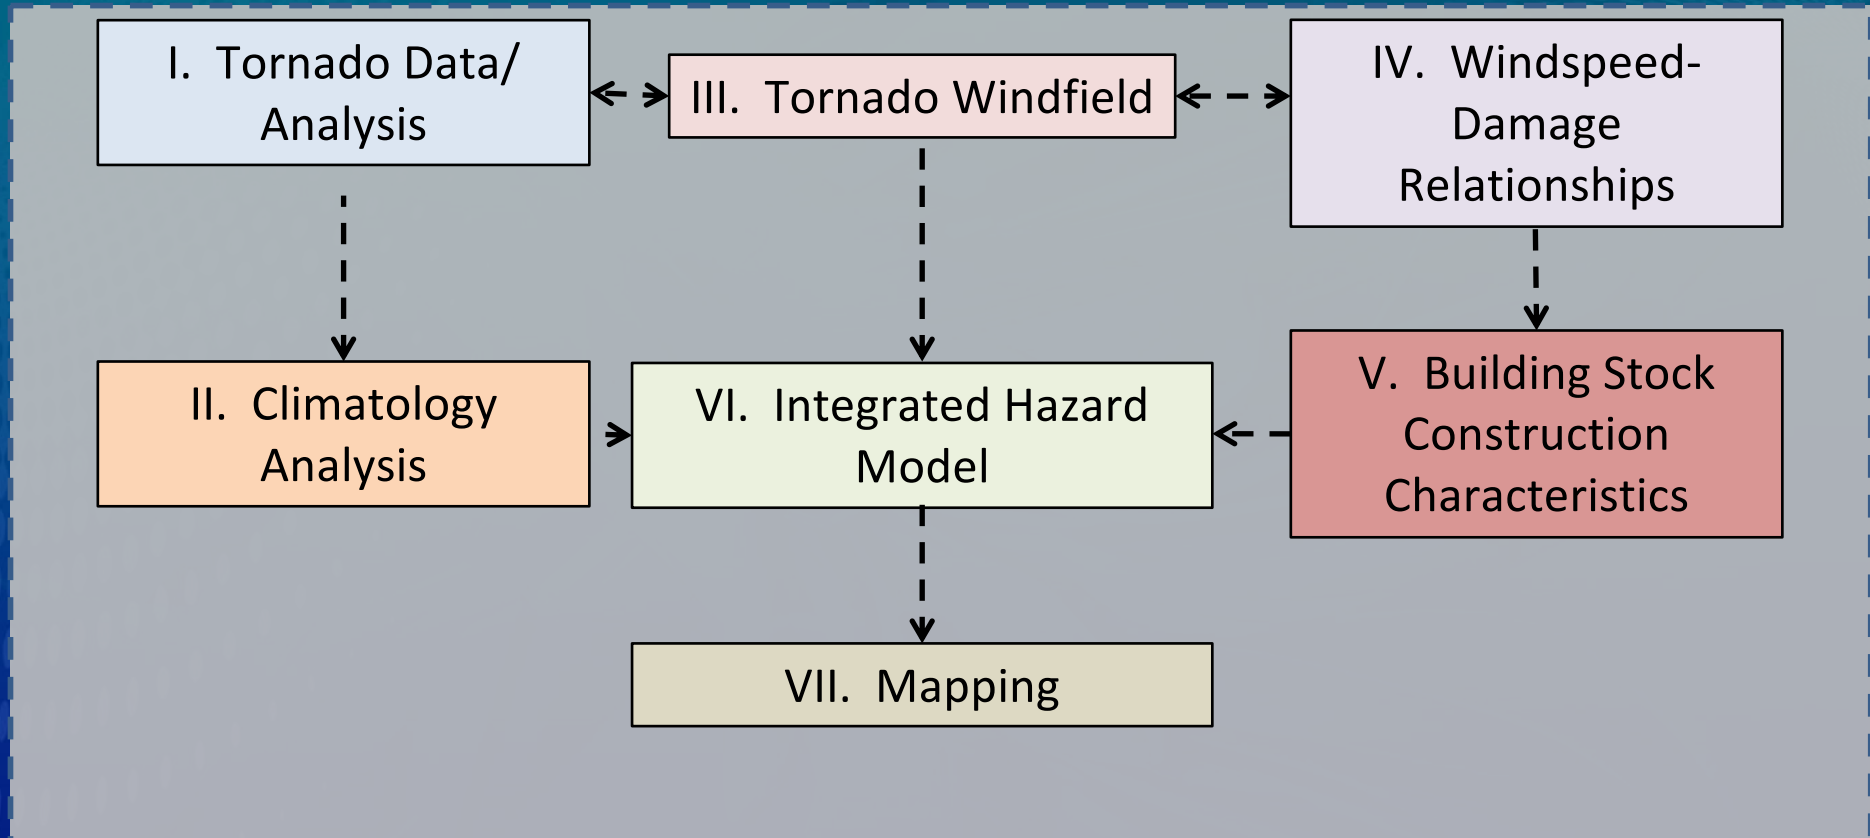 I. Tornado Data/
Analysis
III. Tornado Windfield
IV. Windspeed-
Damage
Relationships
II. Climatology
Analysis
VI. Integrated Hazard
Model
V. Building Stock
Construction
Characteristics
VII. Mapping